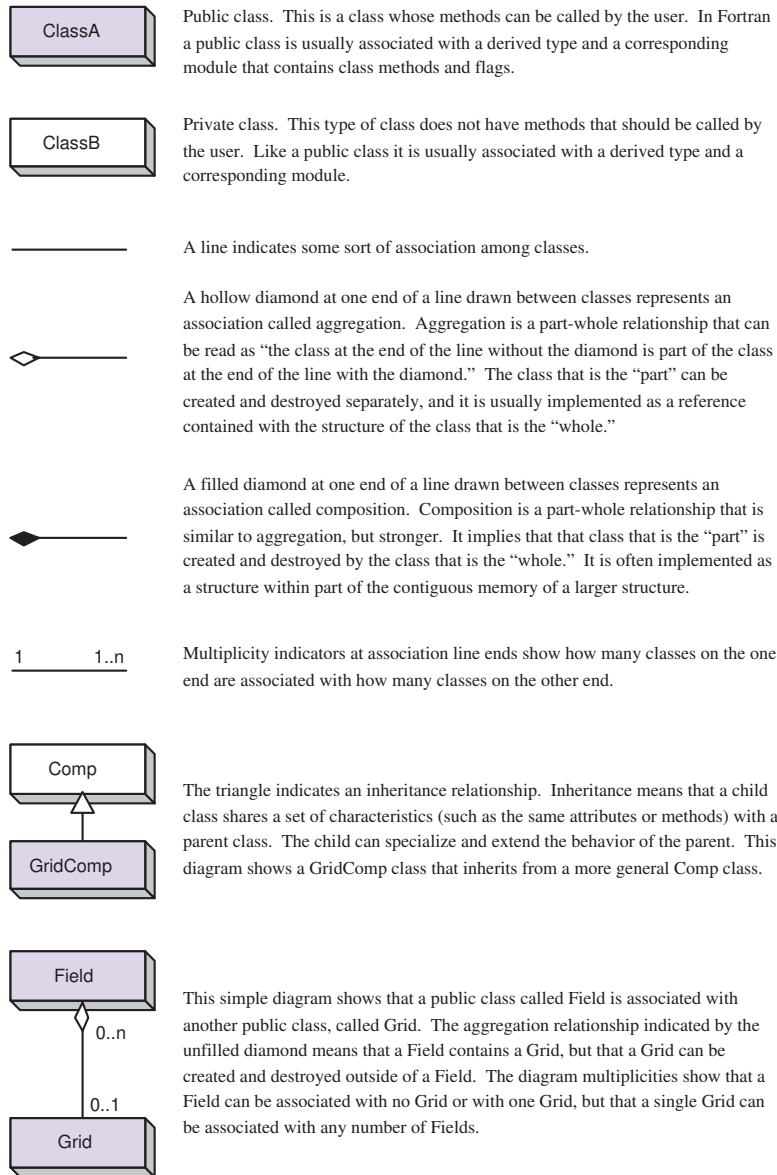 ClassA
Public class. This is a class whose methods can be called by the user. In Fortran
a public class is usually associated with a derived type and a corresponding
module that contains class methods and flags.
ClassB
Private class. This type of class does not have methods that should be called by
the user. Like a public class it is usually associated with a derived type and a
corresponding module.
A line indicates some sort of association among classes.
A hollow diamond at one end of a line drawn between classes represents an
association called aggregation. Aggregation is a part-whole relationship that can
be read as “the class at the end of the line without the diamond is part of the class
at the end of the line with the diamond.” The class that is the “part” can be
created and destroyed separately, and it is usually implemented as a reference
contained with the structure of the class that is the “whole.”
A filled diamond at one end of a line drawn between classes represents an
association called composition. Composition is a part-whole relationship that is
similar to aggregation, but stronger. It implies that that class that is the “part” is
created and destroyed by the class that is the “whole.” It is often implemented as
a structure within part of the contiguous memory of a larger structure.
1 1..n
Multiplicity indicators at association line ends show how many classes on the one
end are associated with how many classes on the other end.
Comp
GridComp
The triangle indicates an inheritance relationship. Inheritance means that a child
class shares a set of characteristics (such as the same attributes or methods) with a
parent class. The child can specialize and extend the behavior of the parent. This
diagram shows a GridComp class that inherits from a more general Comp class.
Field
0..n
0..1
Grid
This simple diagram shows that a public class called Field is associated with
another public class, called Grid. The aggregation relationship indicated by the
unfilled diamond means that a Field contains a Grid, but that a Grid can be
created and destroyed outside of a Field. The diagram multiplicities show that a
Field can be associated with no Grid or with one Grid, but that a single Grid can
be associated with any number of Fields.